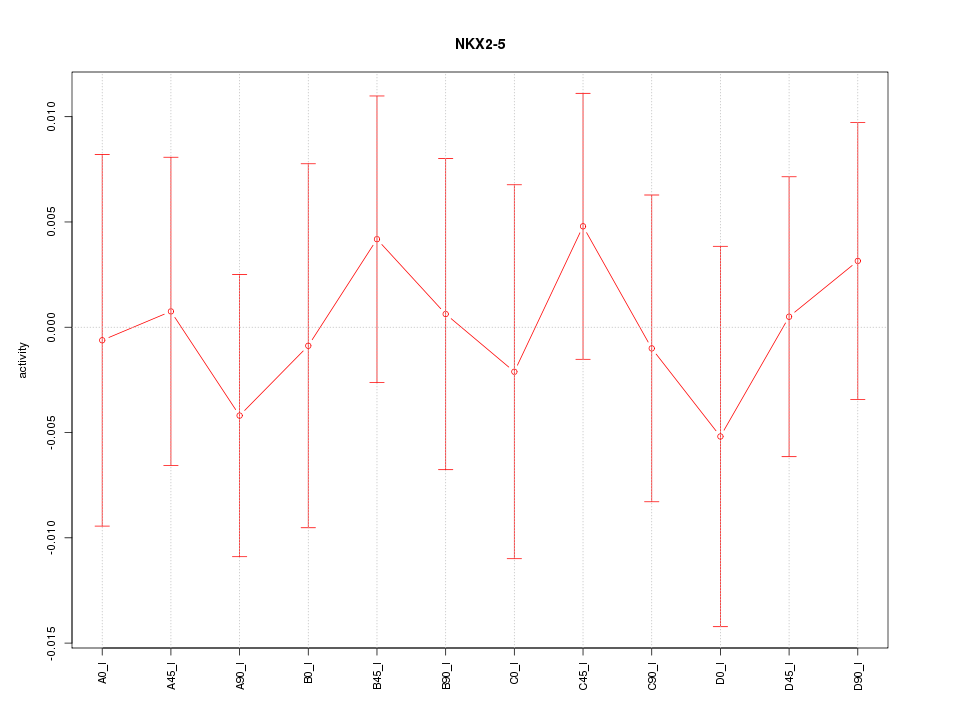 NKX2-5
activity
0.010
0.005
0.000
-0.005
-0.010
-0.015
A0_I
A45_I
A90_I
B0_I
B45_I
B90_I
C0_I
C45_I
C90_I
D0_I
D45_I
D90_I